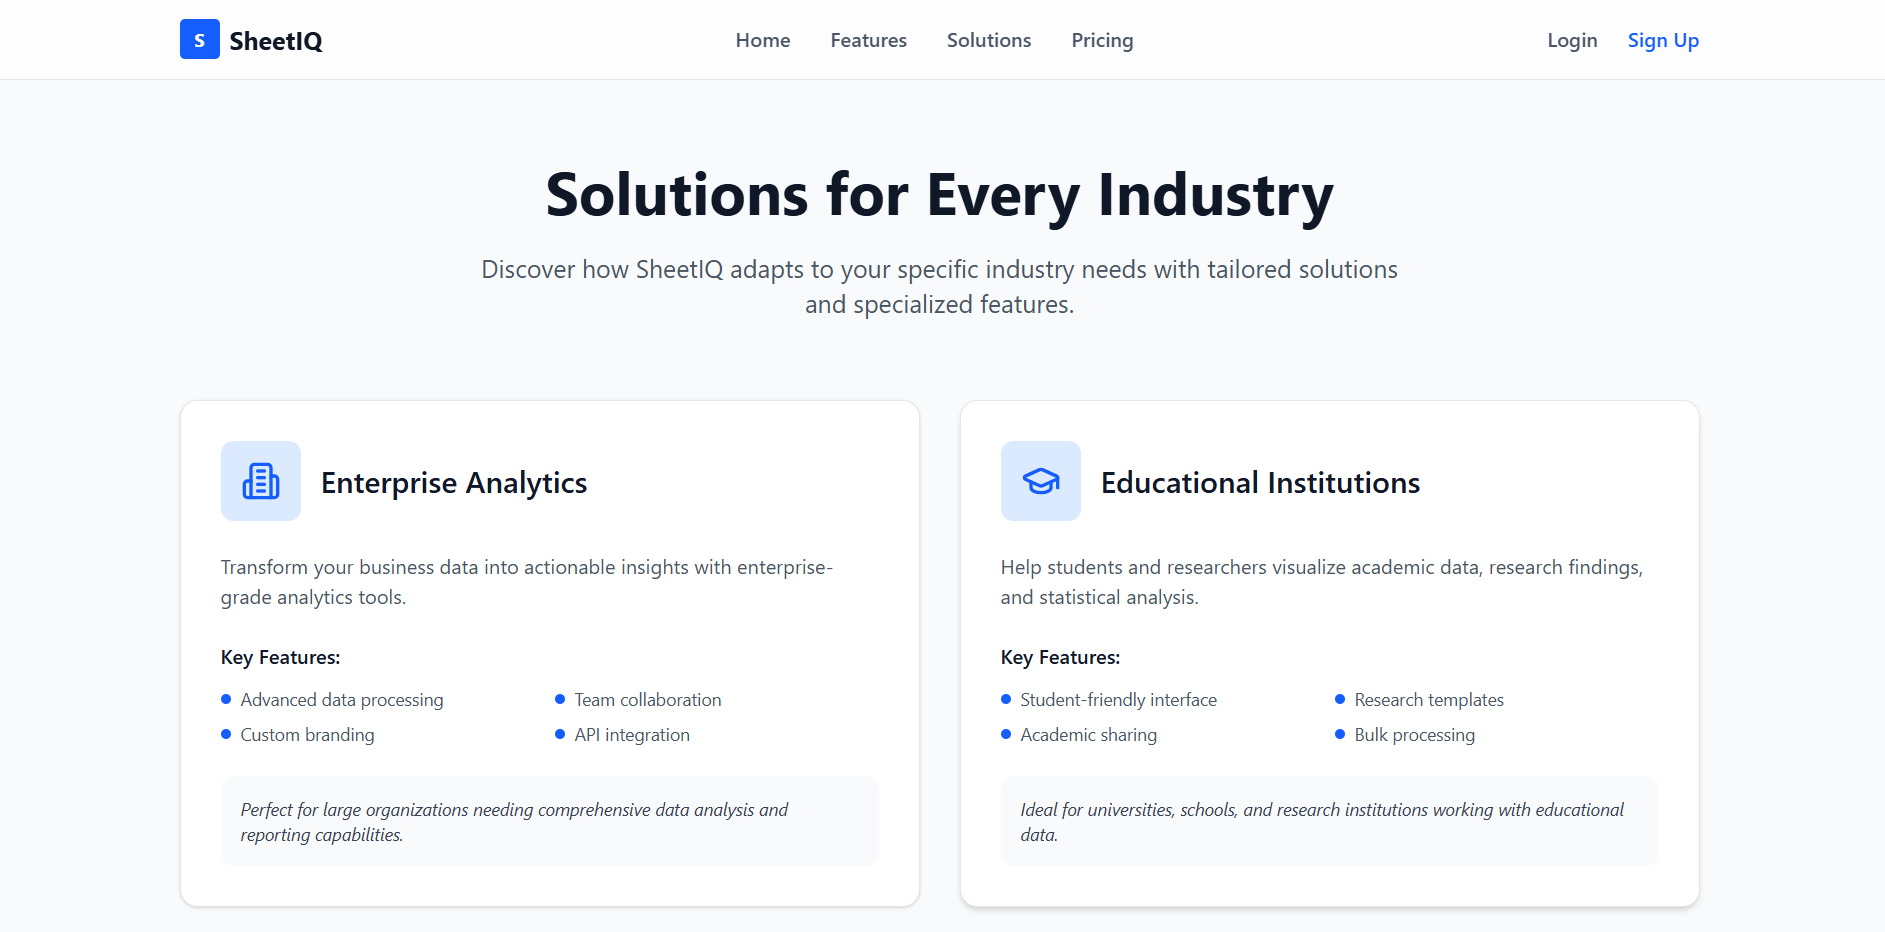 S SheetIQ
Home Features Solutions Pricing
Login Sign Up
Solutions for Every Industry
Discover how SheetIQ adapts to your specific industry needs with tailored solutions
and specialized features.
Enterprise Analytics
Transform your business data into actionable insights with enterprise-
grade analytics tools.
Key Features:
Advanced data processing
Team collaboration
Custom branding
API integration
Perfect for large organizations needing comprehensive data analysis and
reporting capabilities.
Educational Institutions
Help students and researchers visualize academic data, research findings,
and statistical analysis.
Key Features:
Student-friendly interface
Research templates
Academic sharing
Bulk processing
Ideal for universities, schools, and research institutions working with educational
data.